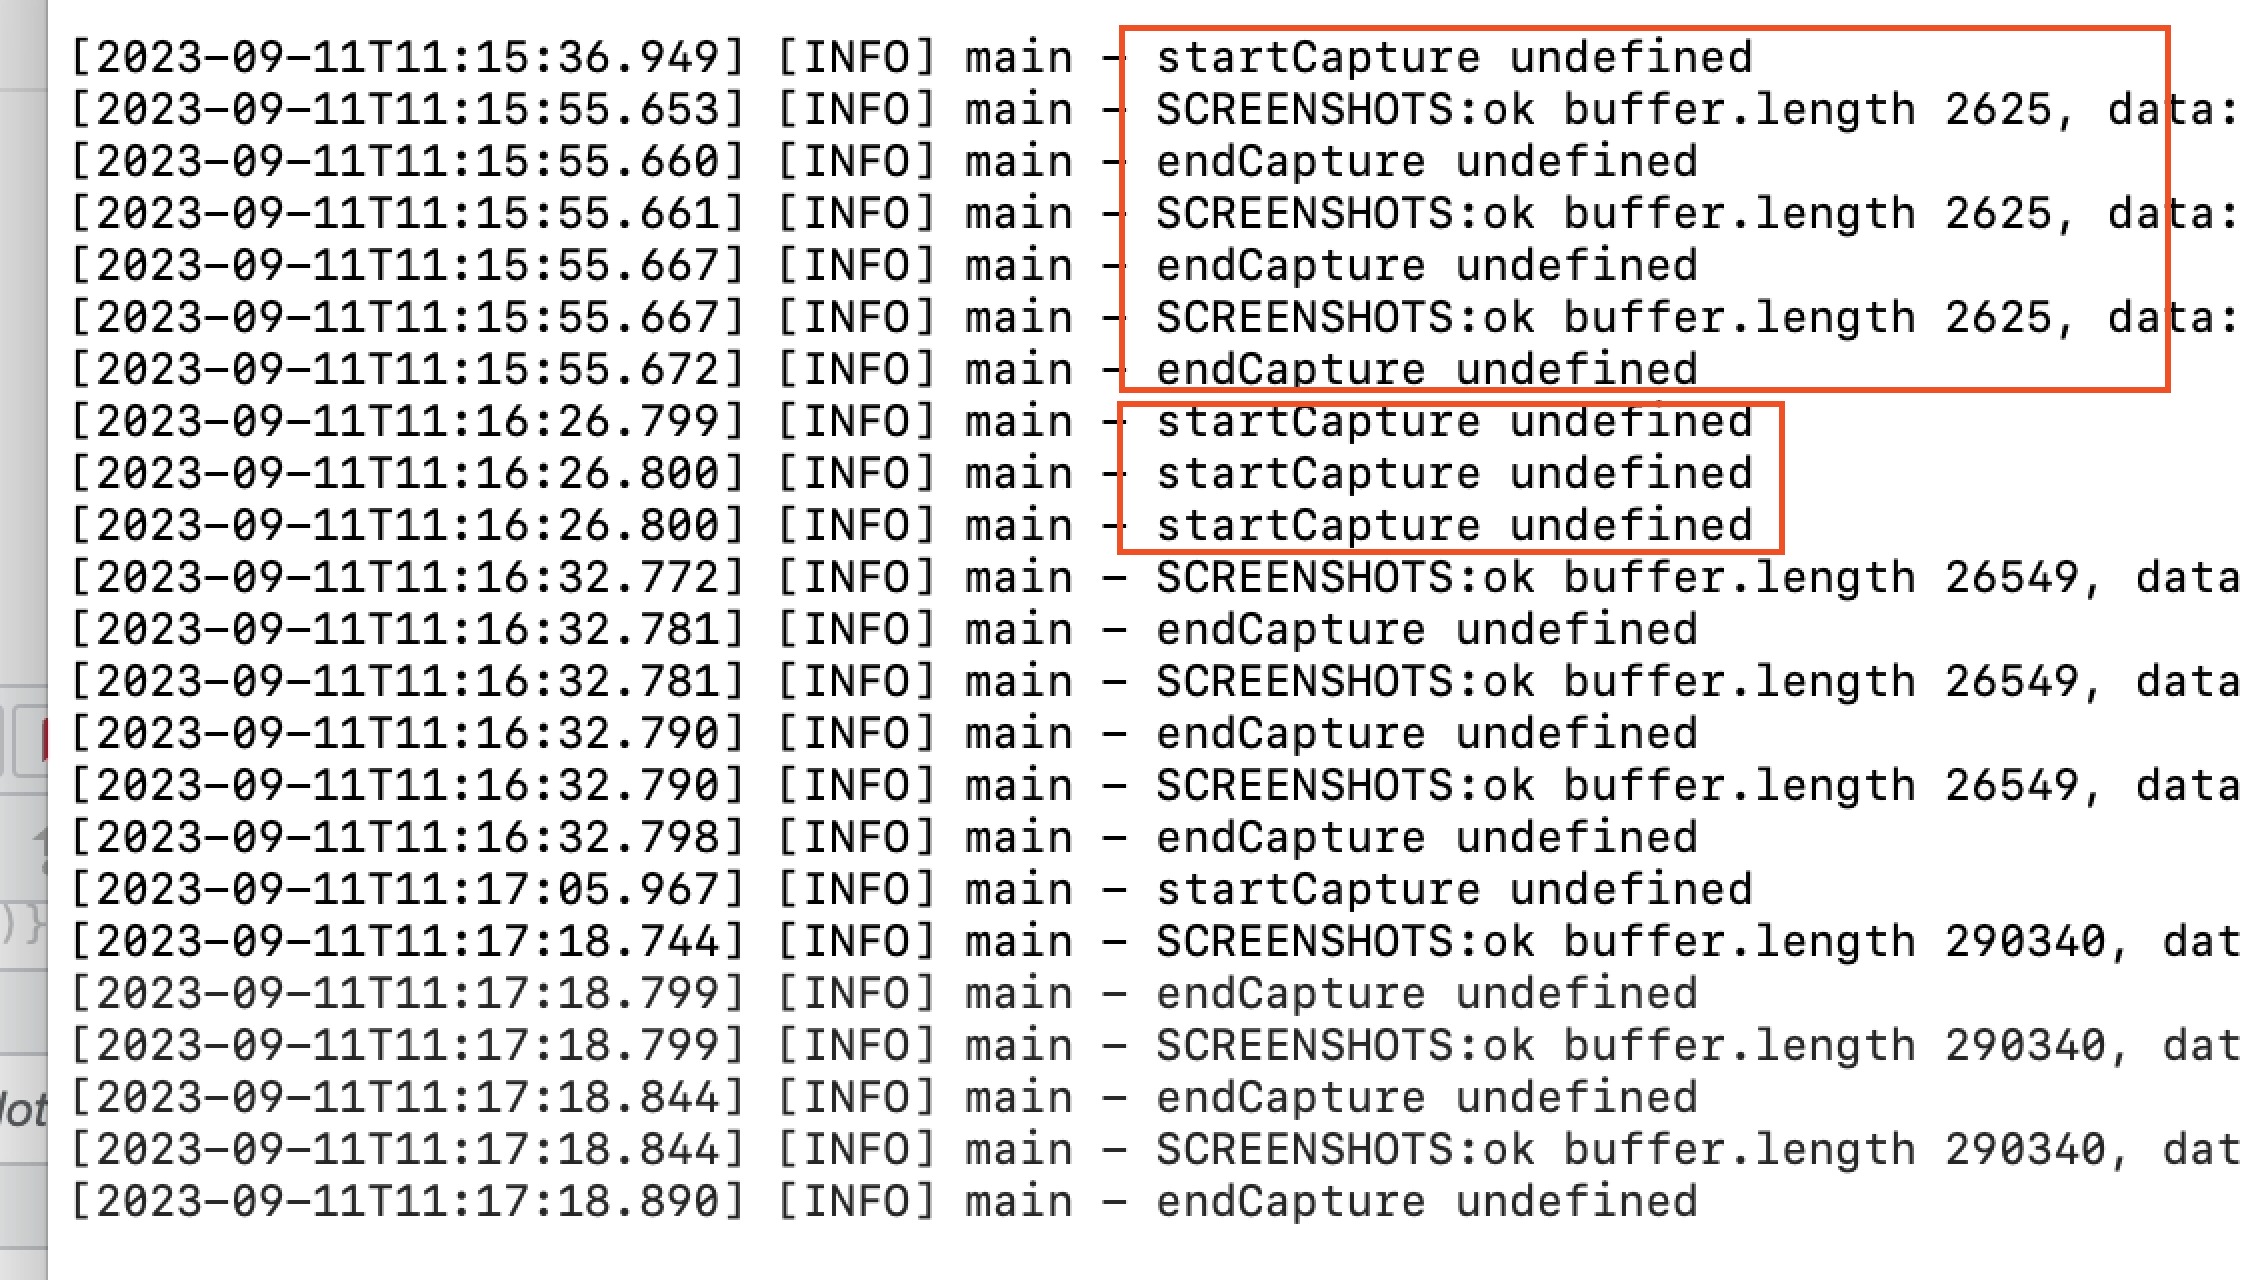 [2023-09-11T11:15:36.949] [INFO] main - startCapture undefined
[2023-09-11T11:15:55.653] [INFO] main - SCREENSHOTS:ok buffer.length 2625, data:
[2023-09-11T11:15:55.660] [INFO] main - endCapture undefined
[2023-09-11T11:15:55.661] [INFO] main - SCREENSHOTS:ok buffer.length 2625, data:
[2023-09-11T11:15:55.667] [INFO] main - endCapture undefined
[2023-09-11T11:15:55.667] [INFO] main - SCREENSHOTS:ok buffer.length 2625, data:
[2023-09-11T11:15:55.672] [INFO] main - endCapture undefined
[2023-09-11T11:16:26.799] [INFO] main - startCapture undefined
[2023-09-11T11:16:26.800] [INFO] main - startCapture undefined
[2023-09-11T11:16:26.800] [INFO] main - startCapture undefined
[2023-09-11T11:16:32.772] [INFO] main - SCREENSHOTS:ok buffer.length 26549, data
[2023-09-11T11:16:32.781] [INFO] main - endCapture undefined
[2023-09-11T11:16:32.781] [INFO] main - SCREENSHOTS:ok buffer.length 26549, data
[2023-09-11T11:16:32.790] [INFO] main - endCapture undefined
[2023-09-11T11:16:32.790] [INFO] main - SCREENSHOTS:ok buffer.length 26549, data
[2023-09-11T11:16:32.798] [INFO] main - endCapture undefined
[2023-09-11T11:17:05.967] [INFO] main - startCapture undefined
[2023-09-11T11:17:18.744] [INFO] main - SCREENSHOTS:ok buffer.length 290340, dat
[2023-09-11T11:17:18.799] [INFO] main - endCapture undefined
[2023-09-11T11:17:18.799] [INFO] main - SCREENSHOTS:ok buffer.length 290340, dat
[2023-09-11T11:17:18.844] [INFO] main - endCapture undefined
[2023-09-11T11:17:18.844] [INFO] main - SCREENSHOTS:ok buffer.length 290340, dat
[2023-09-11T11:17:18.890] [INFO] main - endCapture undefined
)}